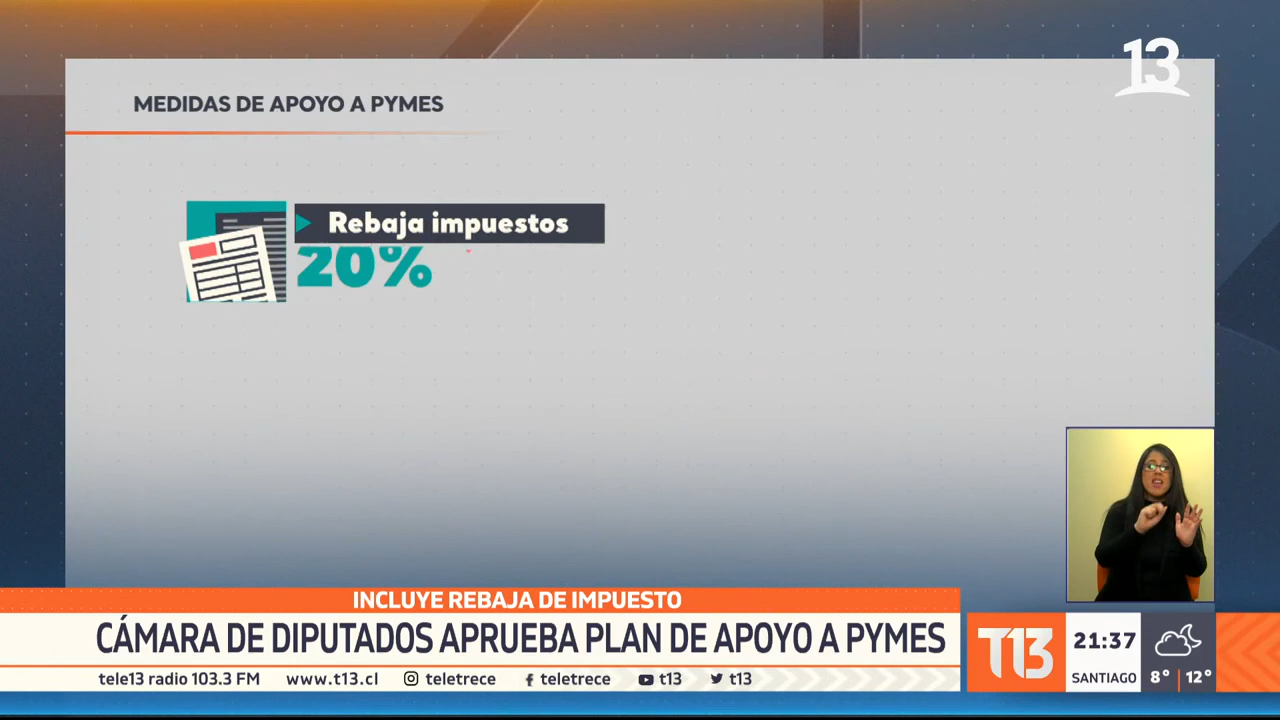 13
MEDIDAS DE APOYO A PYMES
Rebaja impuestos
20%
INCLUYE REBAJA DE IMPUESTO
CÁMARA DE DIPUTADOS APRUEBA PLAN DE APOYO A PYMES
tele13 radio 103.3 FM www.t13.cl teletrece teletrece t13 t13
T13
21:37
SANTIAGO
8° 12°